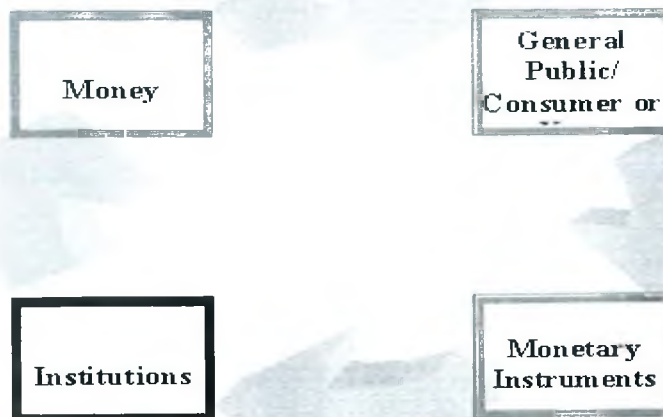 Money
General
Public/
Consumer or
Institutions
Monetary
Instruments